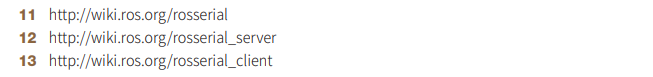 11 http://wiki.ros.org/rosserial
12 http://wiki.ros.org/rosserial_server
13 http://wiki.ros.org/rosserial_client